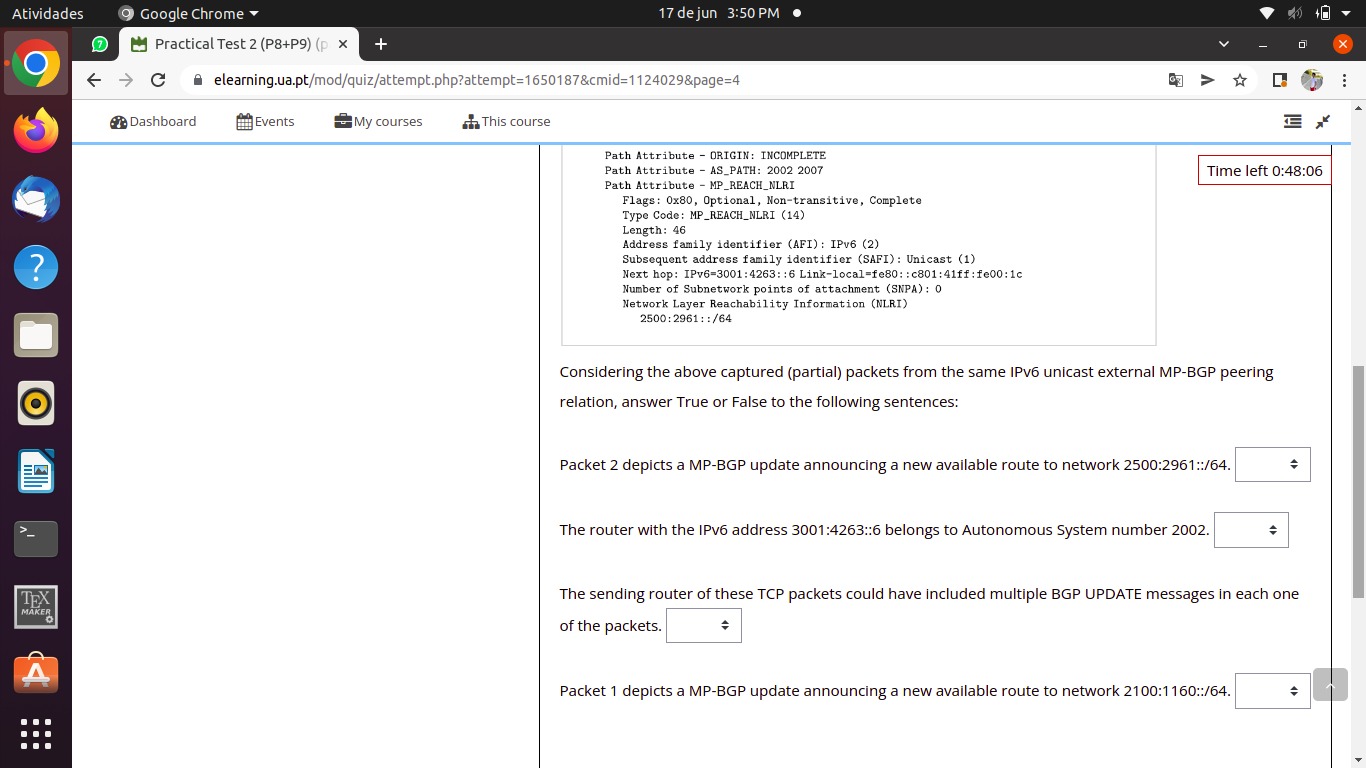 Atividades
Google Chrome
17 de jun 3:50 PM
7
Practical Test 2 (P8+P9) (p
elearning.ua.pt/mod/quiz/attempt.php?attempt=1650187&cmid=1124029&page=4
Dashboard
Events
My courses
This course
Time left 0:48:06
Path Attribute - ORIGIN: INCOMPLETE
Path Attribute - AS_PATH: 2002 2007
Path Attribute - MP_REACH_NLRI
Flags: 0x80, Optional, Non-transitive, Complete
Type Code: MP_REACH_NLRI (14)
Length: 46
Address family identifier (AFI): IPv6 (2)
Subsequent address family identifier (SAFI): Unicast (1)
Next hop: IPv6=3001:4263::6 Link-local=fe80::c801:41ff:fe00:1c
Number of Subnetwork points of attachment (SNPA): 0
Network Layer Reachability Information (NLRI)
2500:2961::/64
Considering the above captured (partial) packets from the same IPv6 unicast external MP-BGP peering
relation, answer True or False to the following sentences:
Packet 2 depicts a MP-BGP update announcing a new available route to network 2500:2961::/64.
The router with the IPv6 address 3001:4263::6 belongs to Autonomous System number 2002.
The sending router of these TCP packets could have included multiple BGP UPDATE messages in each one
of the packets.
Packet 1 depicts a MP-BGP update announcing a new available route to network 2100:1160::/64.
>_
TEX
MAKER